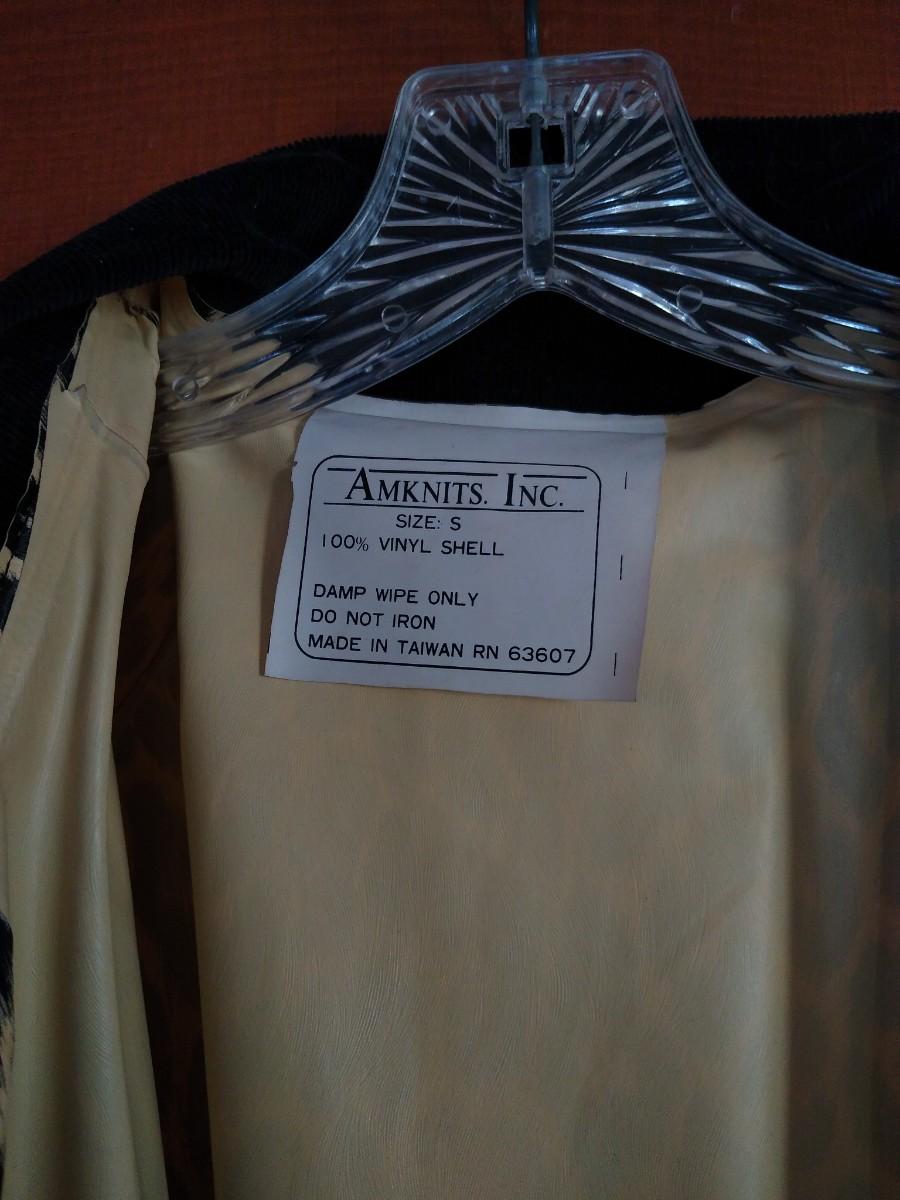 AMKNITS. INC.
SIZE: S
100% VINYL SHELL
DAMP WIPE ONLY
DO NOT IRON
MADE IN TAIWAN RN 63607